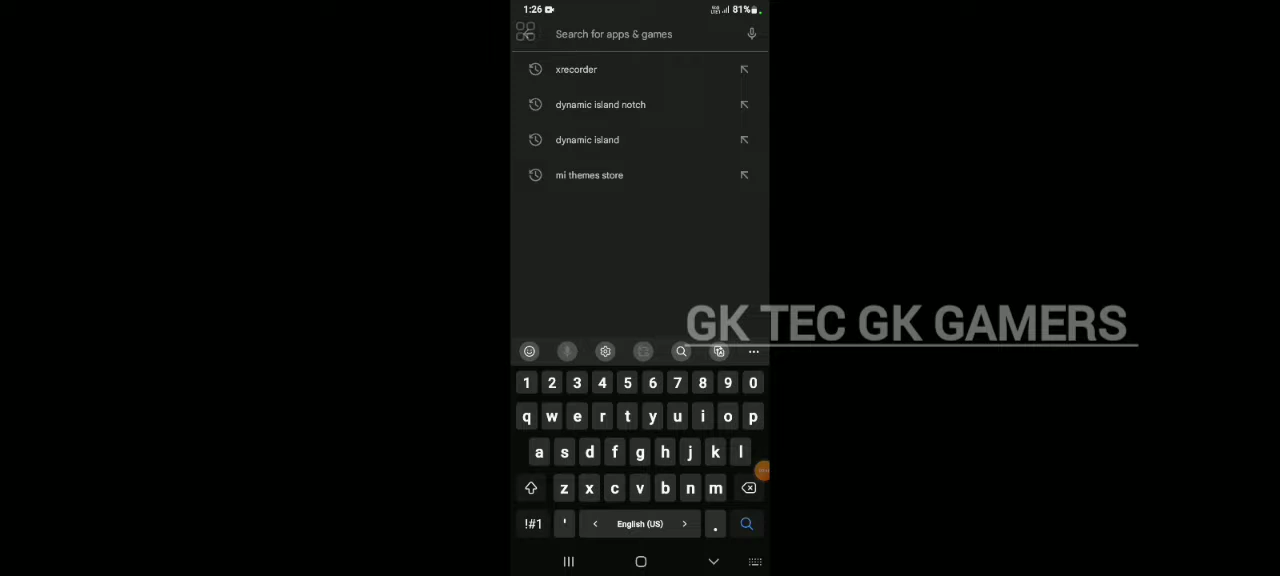 1:26 81%
Search for apps & games
xrecorder
dynamic island notch
dynamic island
mi themes store
GK TEC GK GAMERS
1 2 3 4 5 6 7 8 9 0
q w e r t y u i o p
a s d f g h j k l
z x c v b n m
!#1 ' < English (US) > .